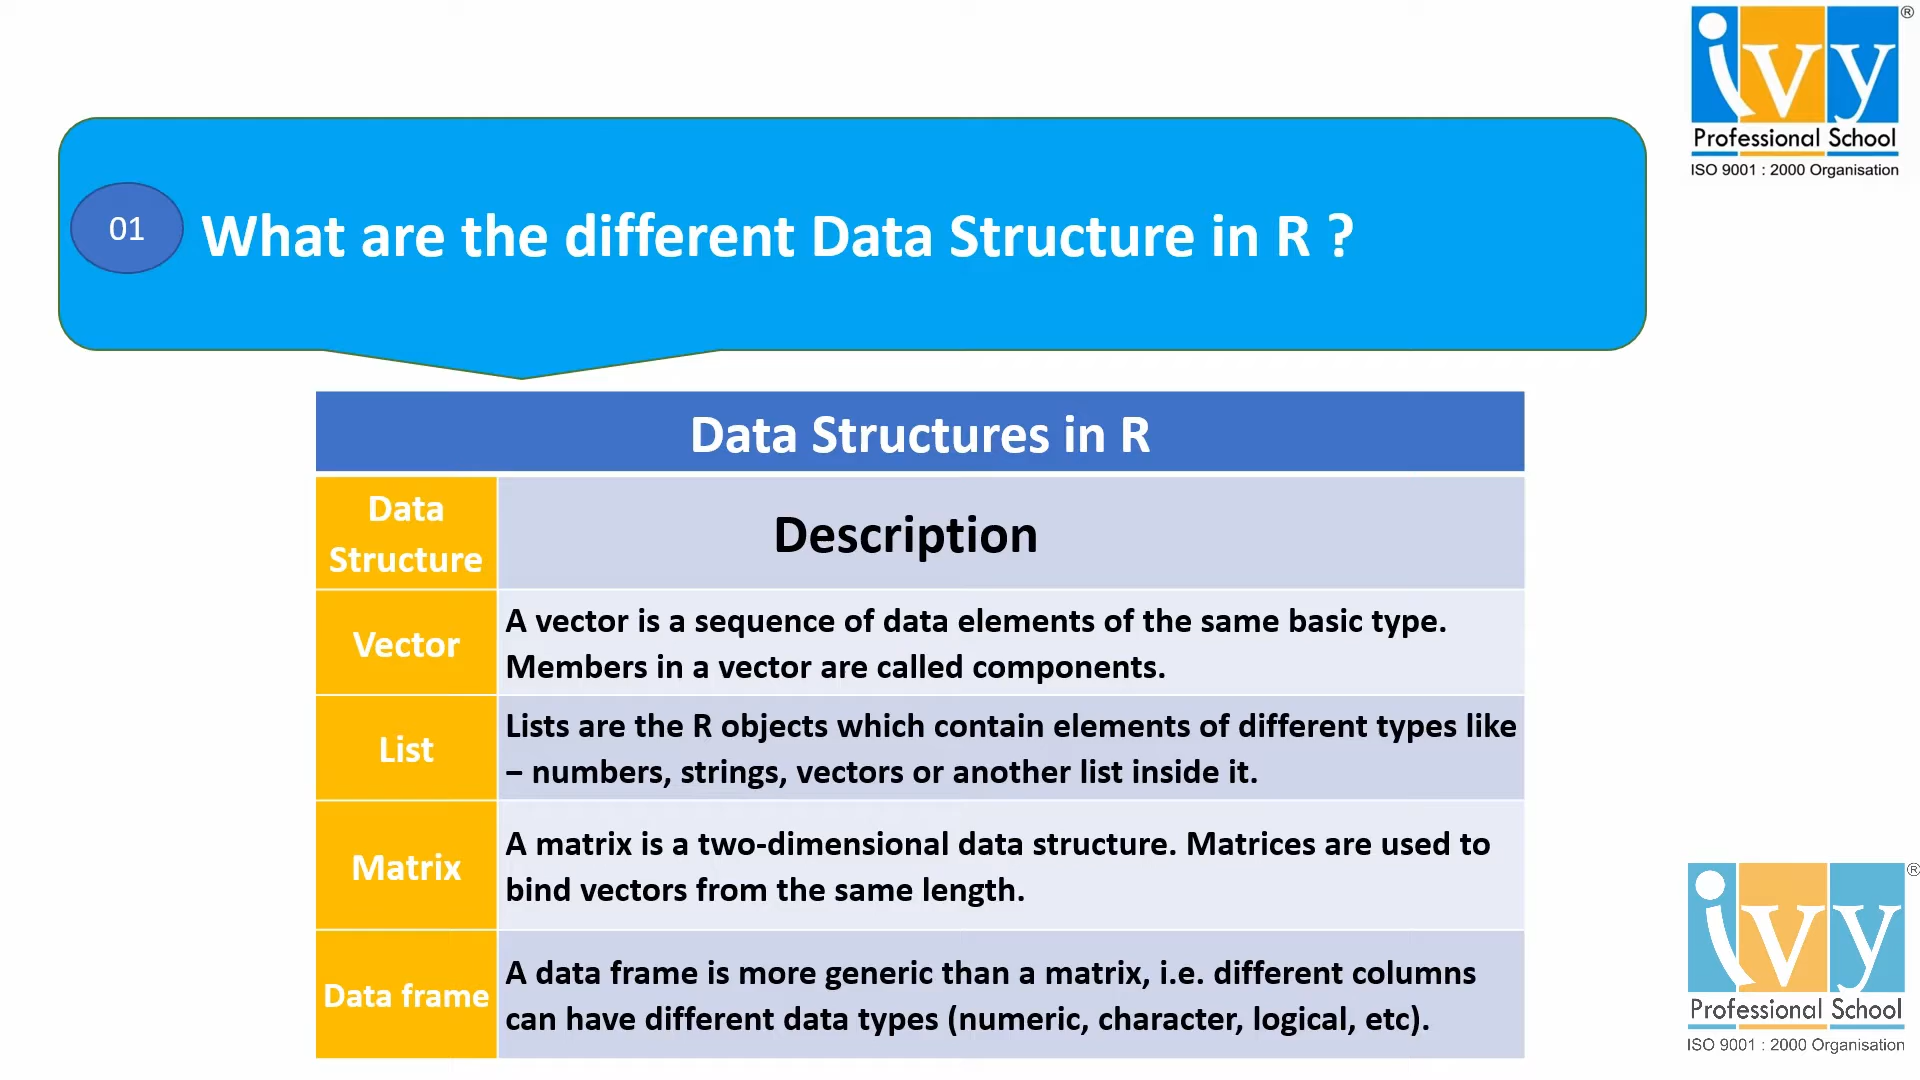 ivy®
Professional School
ISO 9001 : 2000 Organisation
01
What are the different Data Structure in R ?
Data Structures in R
Data
Structure
Description
Vector
A vector is a sequence of data elements of the same basic type.
Members in a vector are called components.
List
Lists are the R objects which contain elements of different types like
− numbers, strings, vectors or another list inside it.
Matrix
A matrix is a two-dimensional data structure. Matrices are used to
bind vectors from the same length.
Data frame
A data frame is more generic than a matrix, i.e. different columns
can have different data types (numeric, character, logical, etc).
ivy®
Professional School
ISO 9001 : 2000 Organisation